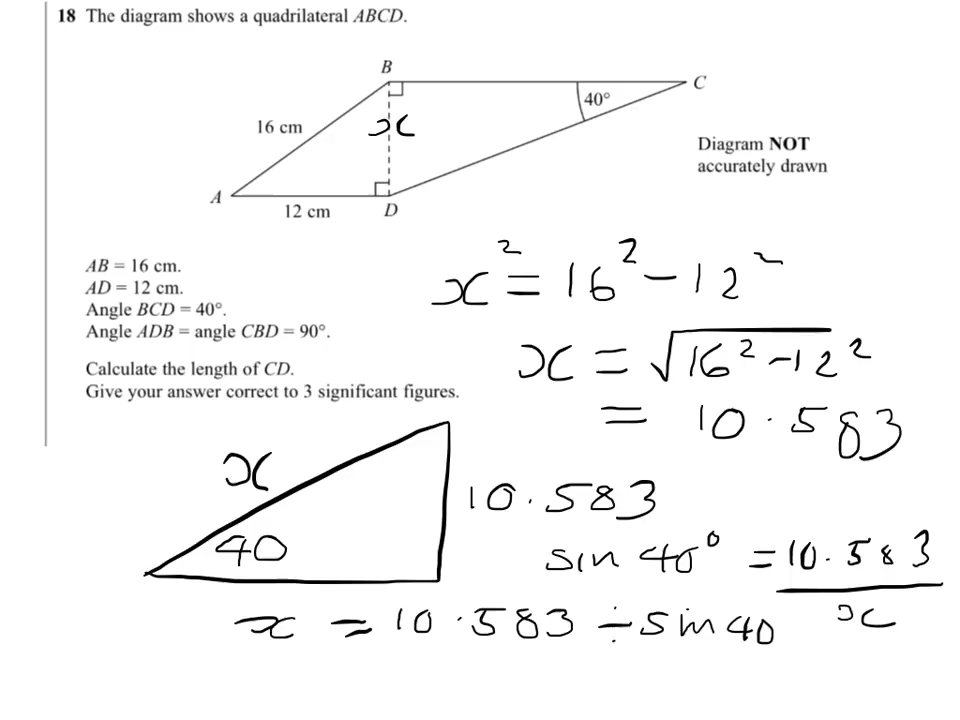 18 The diagram shows a quadrilateral ABCD.
B
C
40°
16 cm
x
Diagram NOT
accurately drawn
A
12 cm
D
AB = 16 cm.
AD = 12 cm.
Angle BCD = 40°.
Angle ADB = angle CBD = 90°.
Calculate the length of CD.
Give your answer correct to 3 significant figures.
x² = 16² − 12²
x = √16² − 12²
= 10.583
x
40
10.583
sin 40° = 10.583
x
x = 10.583 ÷ sin 40